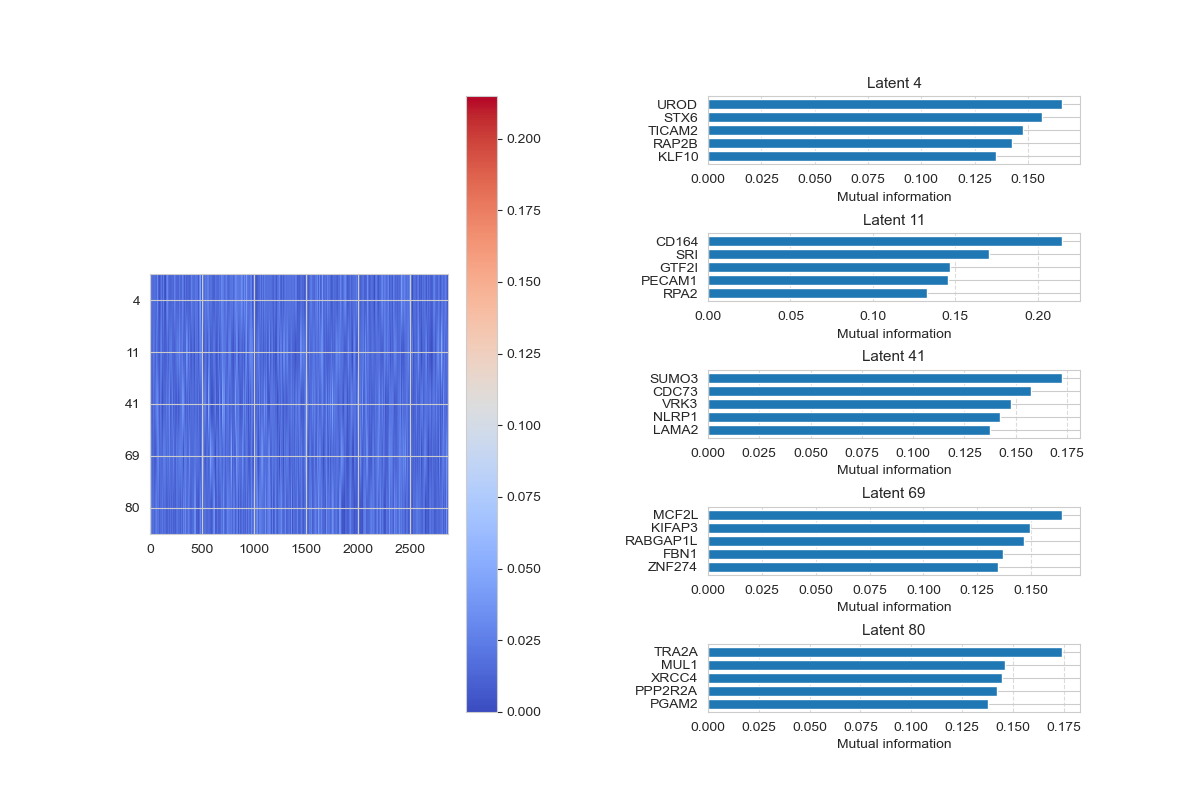 4
11
41
69
80
0 500 1000 1500 2000 2500
0.200
0.175
0.150
0.125
0.100
0.075
0.050
0.025
0.000
Latent 4
UROD
STX6
TICAM2
RAP2B
KLF10
0.000 0.025 0.050 0.075 0.100 0.125 0.150
Mutual information
Latent 11
CD164
SRI
GTF2I
PECAM1
RPA2
0.00 0.05 0.10 0.15 0.20
Mutual information
Latent 41
SUMO3
CDC73
VRK3
NLRP1
LAMA2
0.000 0.025 0.050 0.075 0.100 0.125 0.150 0.175
Mutual information
Latent 69
MCF2L
KIFAP3
RABGAP1L
FBN1
ZNF274
0.000 0.025 0.050 0.075 0.100 0.125 0.150
Mutual information
Latent 80
TRA2A
MUL1
XRCC4
PPP2R2A
PGAM2
0.000 0.025 0.050 0.075 0.100 0.125 0.150 0.175
Mutual information